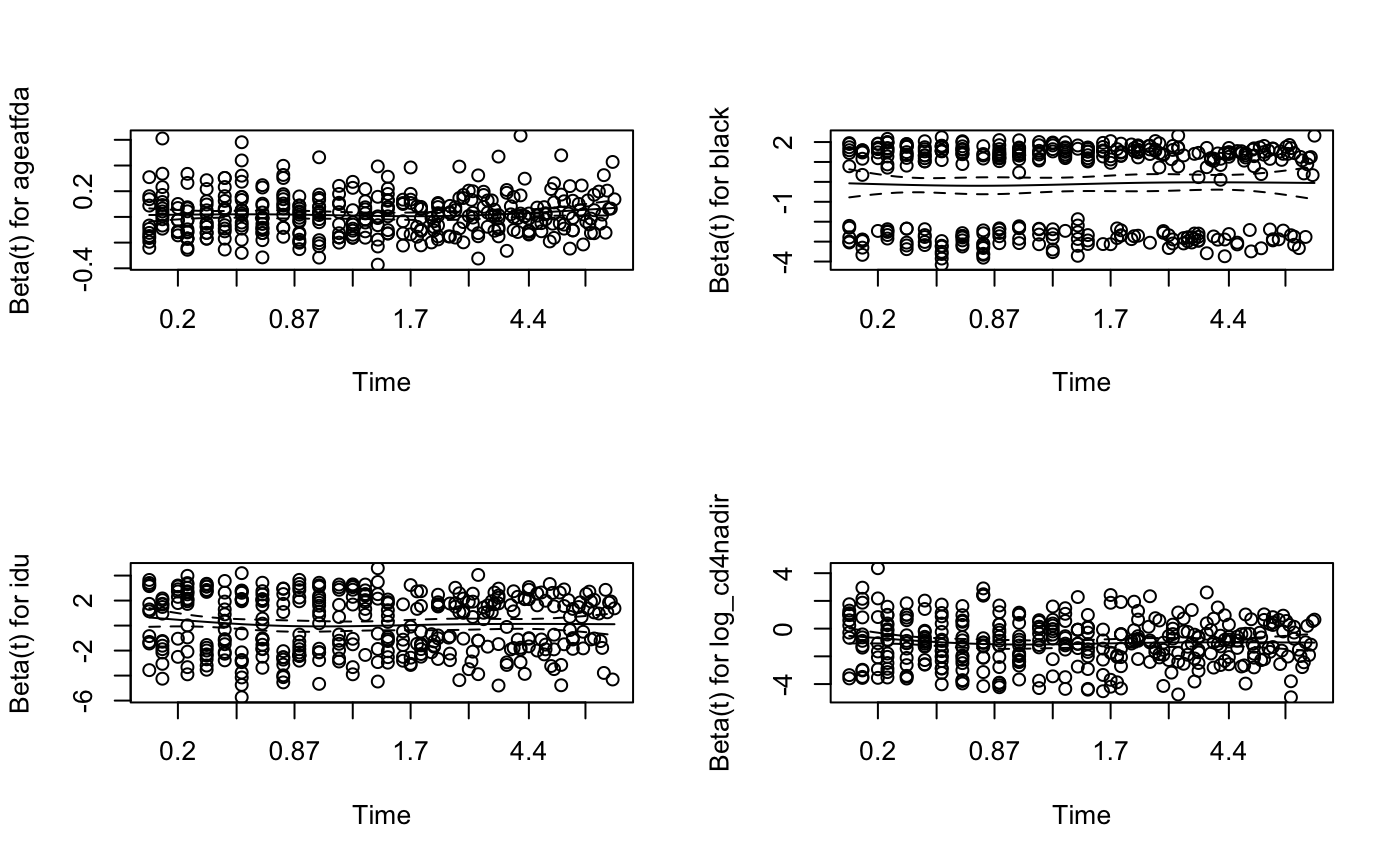 Beta(t) for ageatfda
0.2
-0.4
0.2 0.87 1.7 4.4
Time
Beta(t) for black
2
-1
-4
0.2 0.87 1.7 4.4
Time
Beta(t) for idu
2
-2
-6
0.2 0.87 1.7 4.4
Time
Beta(t) for log_cd4nadir
4
0
-4
0.2 0.87 1.7 4.4
Time